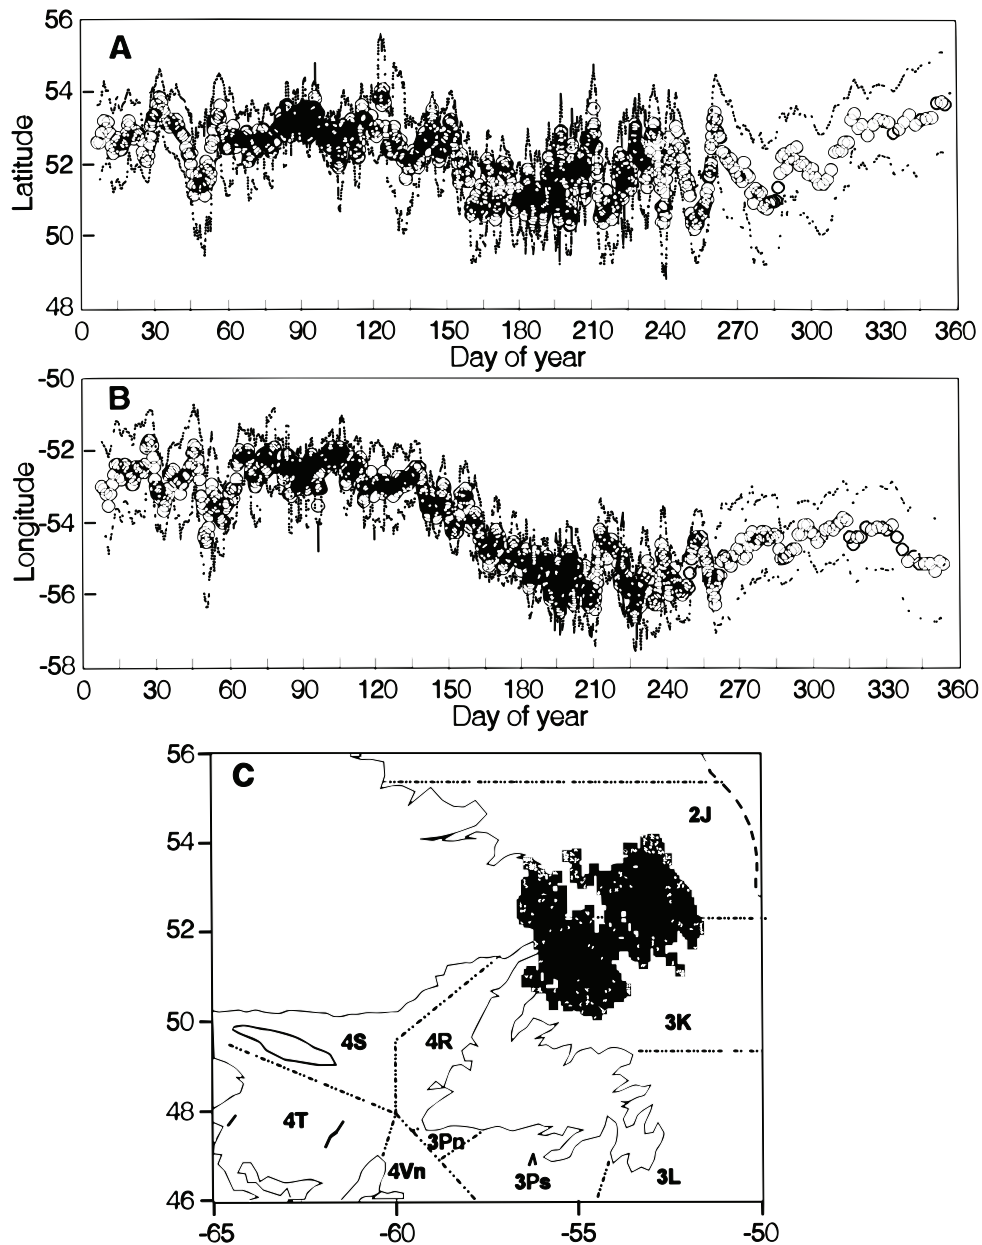 56
A
54
Latitude
52
50
48
0 30 60 90 120 150 180 210 240 270 300 330 360
Day of year
-50
B
-52
Longitude
-54
-56
-58
0 30 60 90 120 150 180 210 240 270 300 330 360
Day of year
56
C
2J
54
52
50
3K
4S
4R
48
4T
3Pn
4Vn
3Ps
3L
46
-65 -60 -55 -50